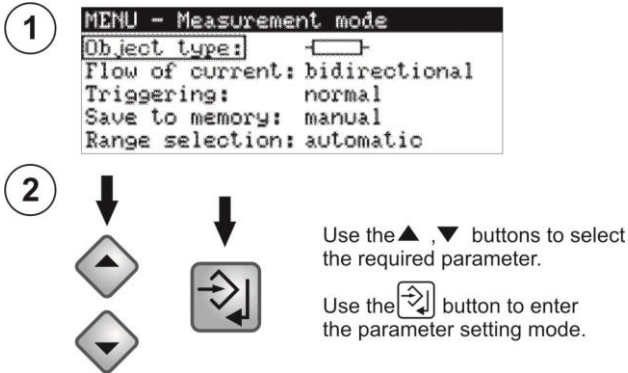 1
MENU - Measurement mode
Object type:
Flow of current: bidirectional
Triggering: normal
Save to memory: manual
Range selection: automatic
2
Use the ▲ ,▼ buttons to select
the required parameter.
Use the button to enter
the parameter setting mode.